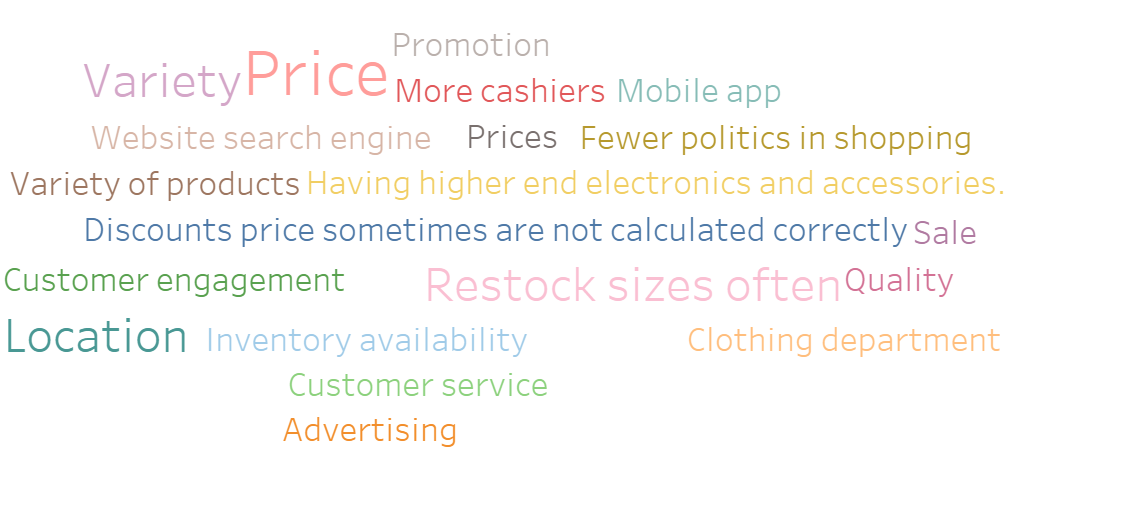 Promotion
Variety Price More cashiers Mobile app
Website search engine Prices Fewer politics in shopping
Variety of products Having higher end electronics and accessories.
Discounts price sometimes are not calculated correctly Sale
Customer engagement Restock sizes often Quality
Location Inventory availability Clothing department
Customer service
Advertising